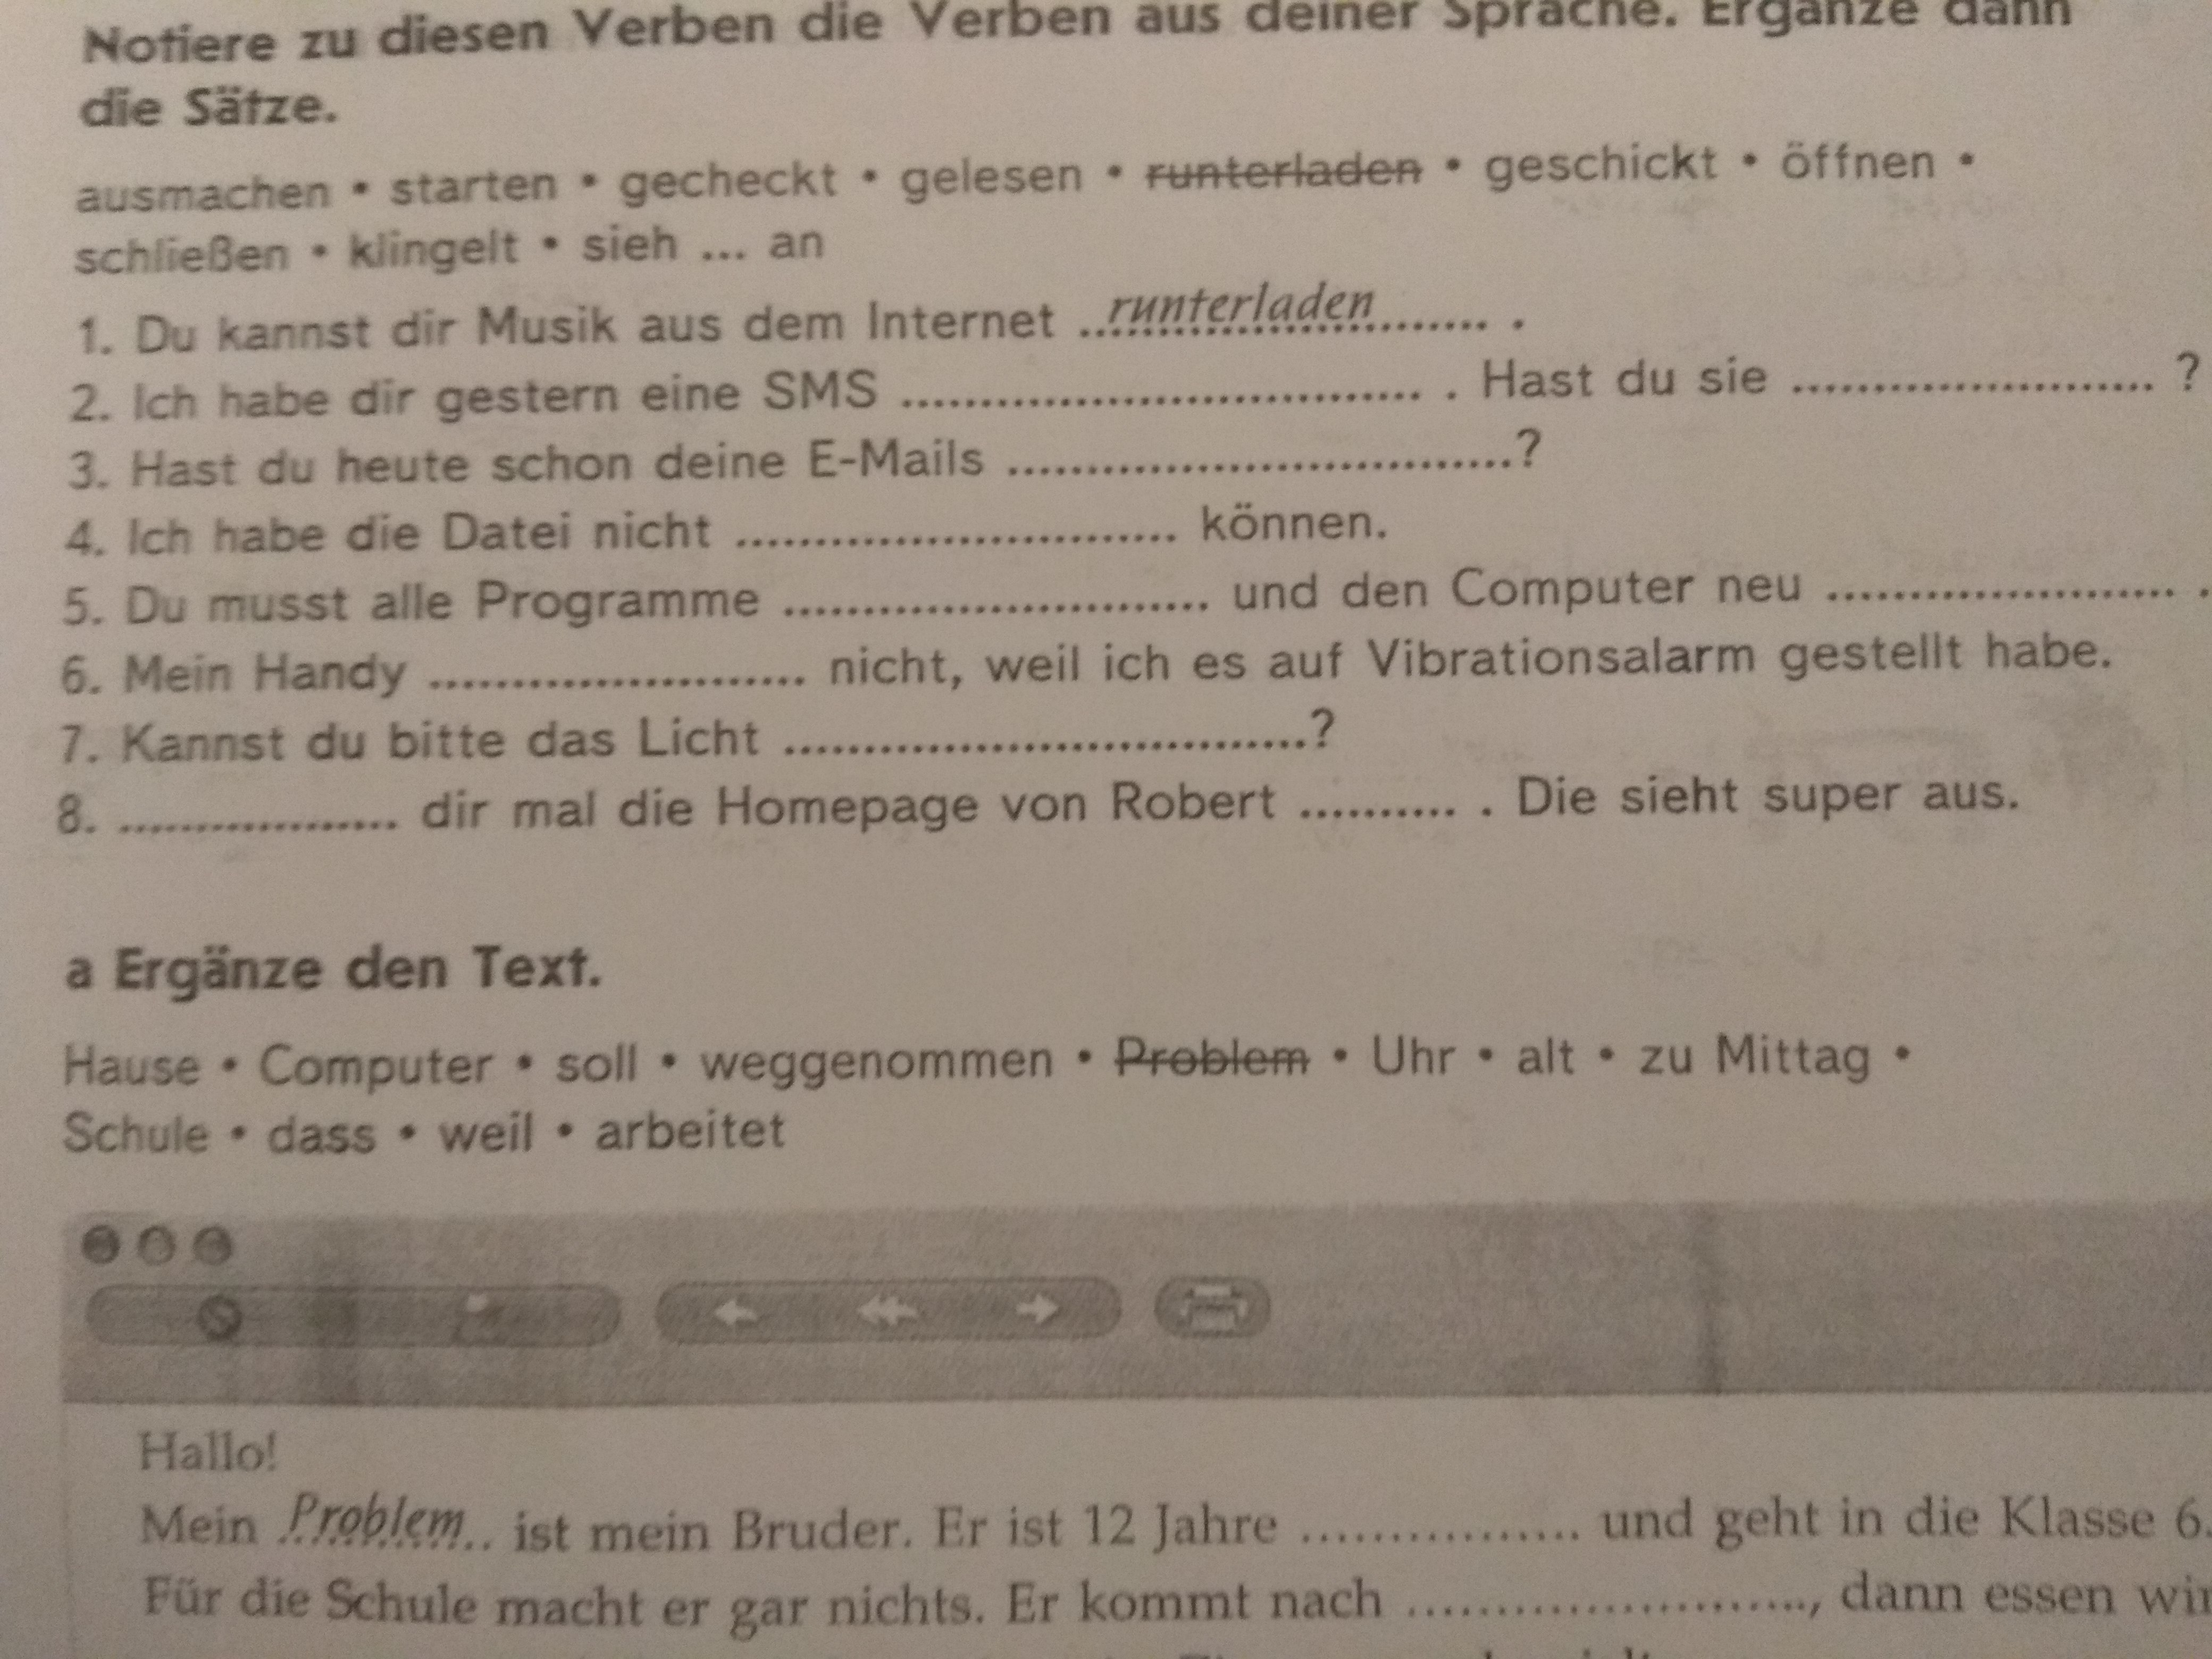 Notiere zu diesen Verben die Verben aus deiner Sprache. Ergänze dann
die Sätze.
ausmachen • starten • gecheckt • gelesen • runterladen • geschickt • öffnen •
schließen • klingelt • sieh ... an
1. Du kannst dir Musik aus dem Internet ...runterladen... .
2. Ich habe dir gestern eine SMS .................................. . Hast du sie ........................ ?
3. Hast du heute schon deine E-Mails .................................?
4. Ich habe die Datei nicht ............................. können.
5. Du musst alle Programme ............................ und den Computer neu ....................... .
6. Mein Handy ......................... nicht, weil ich es auf Vibrationsalarm gestellt habe.
7. Kannst du bitte das Licht ..................................?
8. ................... dir mal die Homepage von Robert .......... . Die sieht super aus.
a Ergänze den Text.
Hause • Computer • soll • weggenommen • Problem • Uhr • alt • zu Mittag •
Schule • dass • weil • arbeitet
Hallo!
Mein Problem.. ist mein Bruder. Er ist 12 Jahre ................. und geht in die Klasse 6.
Für die Schule macht er gar nichts. Er kommt nach ........................, dann essen wir